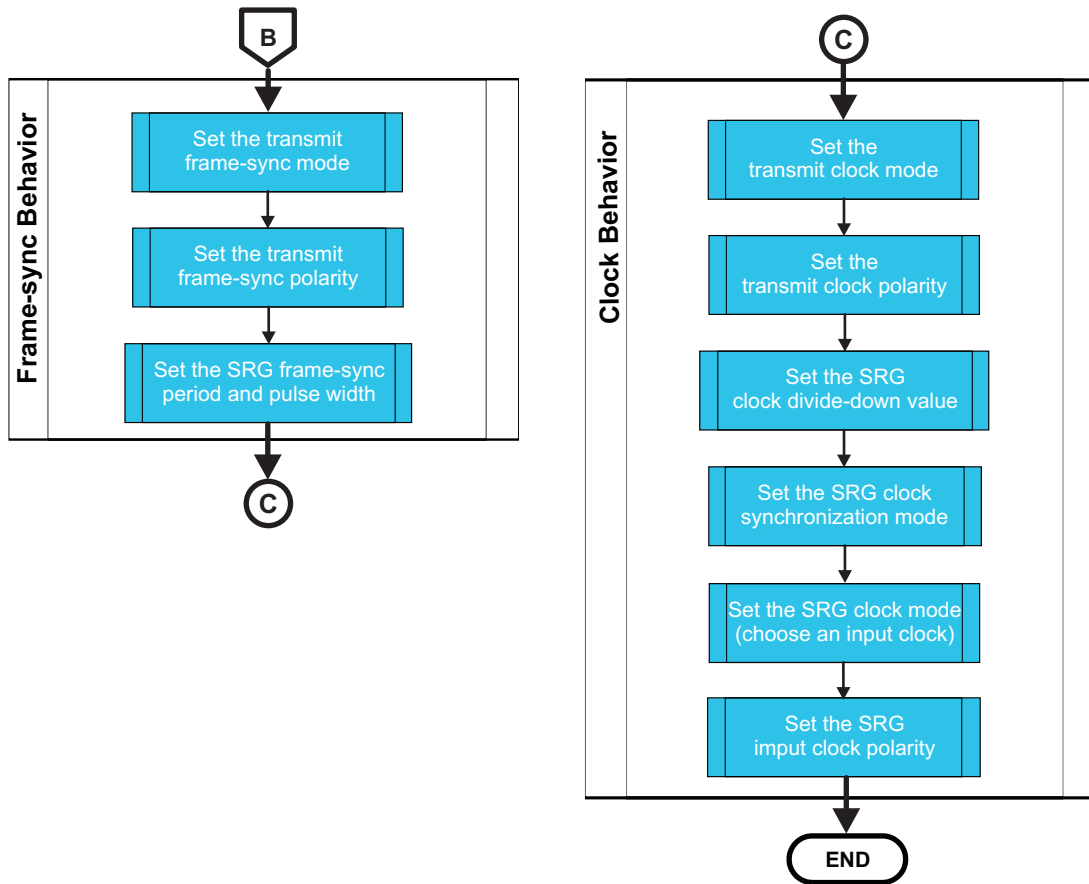 B
Frame-sync Behavior
Set the transmit
frame-sync mode
Set the transmit
frame-sync polarity
Set the SRG frame-sync
period and pulse width
C
C
Clock Behavior
Set the
transmit clock mode
Set the
transmit clock polarity
Set the SRG
clock divide-down value
Set the SRG clock
synchronization mode
Set the SRG clock mode
(choose an input clock)
Set the SRG
imput clock polarity
END